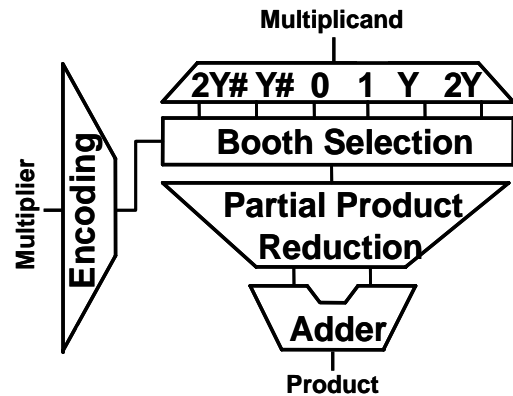 Multiplicand
2Y# Y# 0 1 Y 2Y
Booth Selection
Multiplier
Encoding
Partial Product
Reduction
Adder
Product